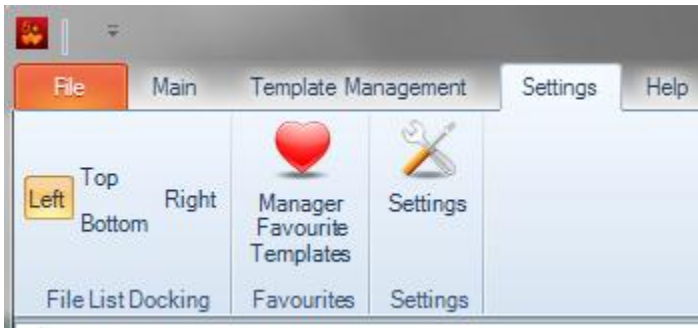 File Main Template Management Settings Help
Top
Left Right
Bottom
Manager
Favourite
Templates
Settings
File List Docking Favourites Settings